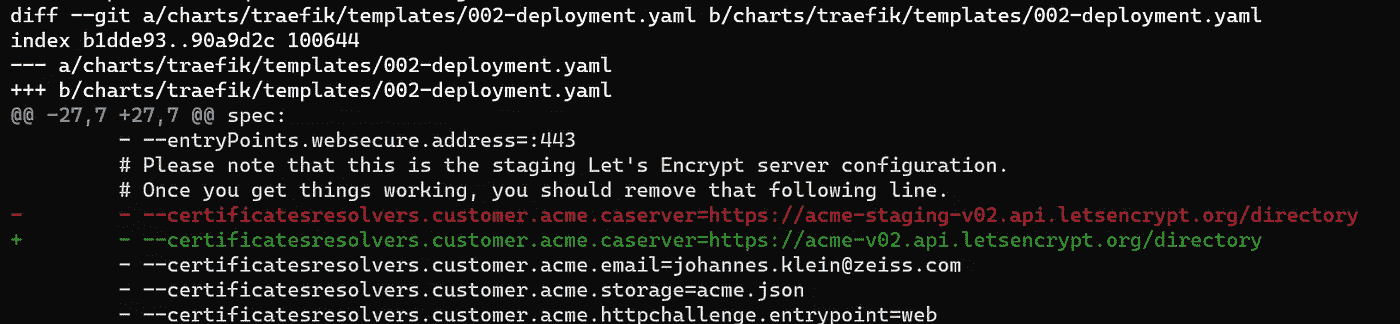 diff --git a/charts/traefik/templates/002-deployment.yaml b/charts/traefik/templates/002-deployment.yaml
index b1dde93..90a9d2c 100644
--- a/charts/traefik/templates/002-deployment.yaml
+++ b/charts/traefik/templates/002-deployment.yaml
@@ -27,7 +27,7 @@ spec:
         - --entryPoints.websecure.address=:443
         # Please note that this is the staging Let's Encrypt server configuration.
         # Once you get things working, you should remove that following line.
-        - --certificatesresolvers.customer.acme.caserver=https://acme-staging-v02.api.letsencrypt.org/directory
+        - --certificatesresolvers.customer.acme.caserver=https://acme-v02.api.letsencrypt.org/directory
         - --certificatesresolvers.customer.acme.email=johannes.klein@zeiss.com
         - --certificatesresolvers.customer.acme.storage=acme.json
         - --certificatesresolvers.customer.acme.httpchallenge.entrypoint=web